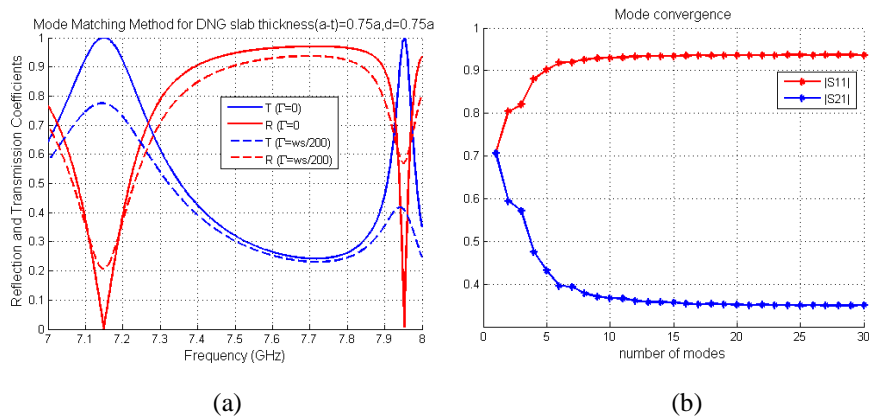 Mode Matching Method for DNG slab thickness(a-t)=0.75a,d=0.75a
1
0.9
0.8
0.7
0.6
0.5
0.4
0.3
0.2
0.1
0
Reflection and Transmission Coefficients
T (Γ=0)
R (Γ=0
T (Γ=ws/200)
R (Γ=ws/200)
7 7.1 7.2 7.3 7.4 7.5 7.6 7.7 7.8 7.9 8
Frequency (GHz)
(a)
Mode convergence
1
0.9
0.8
0.7
0.6
0.5
0.4
|S11|
|S21|
0 5 10 15 20 25 30
number of modes
(b)